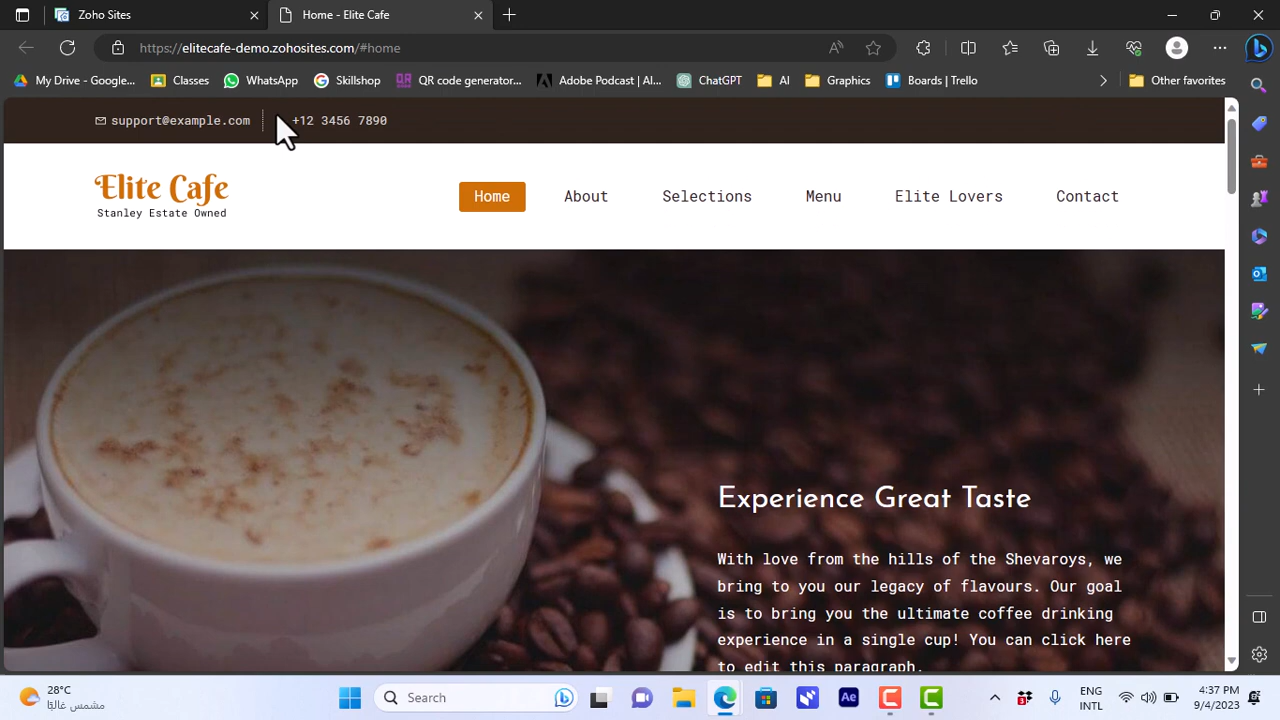 Zoho Sites
Home - Elite Cafe
https://elitecafe-demo.zohosites.com/#home
My Drive - Google...
Classes
WhatsApp
Skillshop
QR code generator...
Adobe Podcast | AI...
ChatGPT
AI
Graphics
Boards | Trello
Other favorites
support@example.com
+12 3456 7890
Elite Cafe
Stanley Estate Owned
Home
About
Selections
Menu
Elite Lovers
Contact
Experience Great Taste
With love from the hills of the Shevaroys, we
bring to you our legacy of flavours. Our goal
is to bring you the ultimate coffee drinking
experience in a single cup! You can click here
to edit this paragraph.
28°C
مشمس غالبًا
Search
Ae
ENG
INTL
4:37 PM
9/4/2023